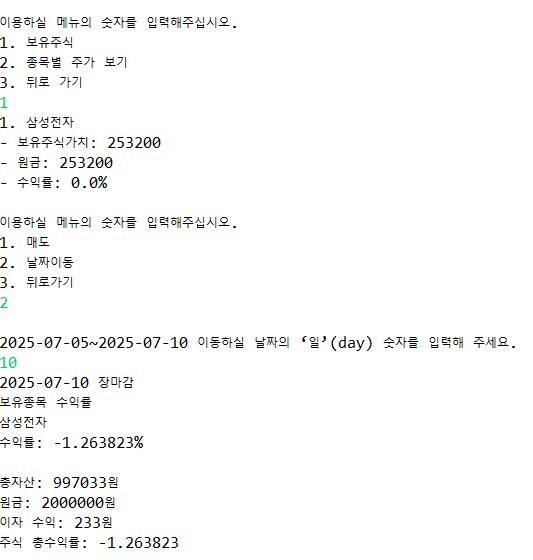 이용하실 메뉴의 숫자를 입력해주십시오.
1. 보유주식
2. 종목별 주가 보기
3. 뒤로 가기
1
1. 삼성전자
- 보유주식가치: 253200
- 원금: 253200
- 수익률: 0.0%
이용하실 메뉴의 숫자를 입력해주십시오.
1. 매도
2. 날짜이동
3. 뒤로가기
2
2025-07-05~2025-07-10 이동하실 날짜의 ‘일’(day) 숫자를 입력해 주세요.
10
2025-07-10 장마감
보유종목 수익률
삼성전자
수익률: -1.263823%
총자산: 997033원
원금: 2000000원
이자 수익: 233원
주식 총수익률: -1.263823